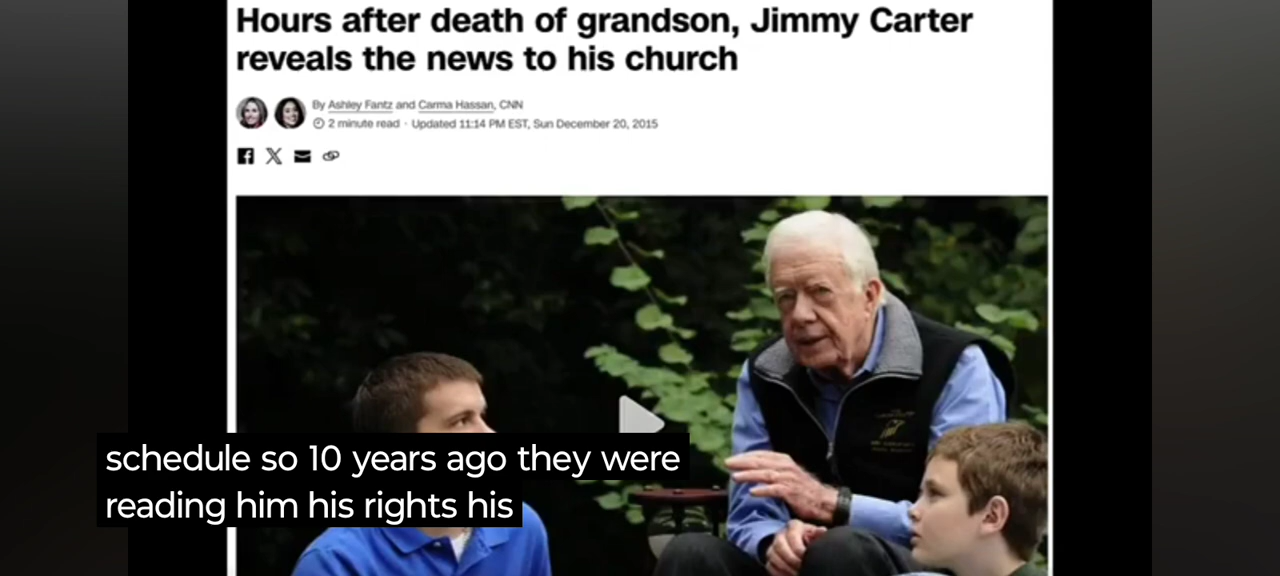 Hours after death of grandson, Jimmy Carter
reveals the news to his church
By Ashley Fantz and Carma Hassan, CNN
2 minute read · Updated 11:14 PM EST, Sun December 20, 2015
schedule so 10 years ago they were
reading him his rights his